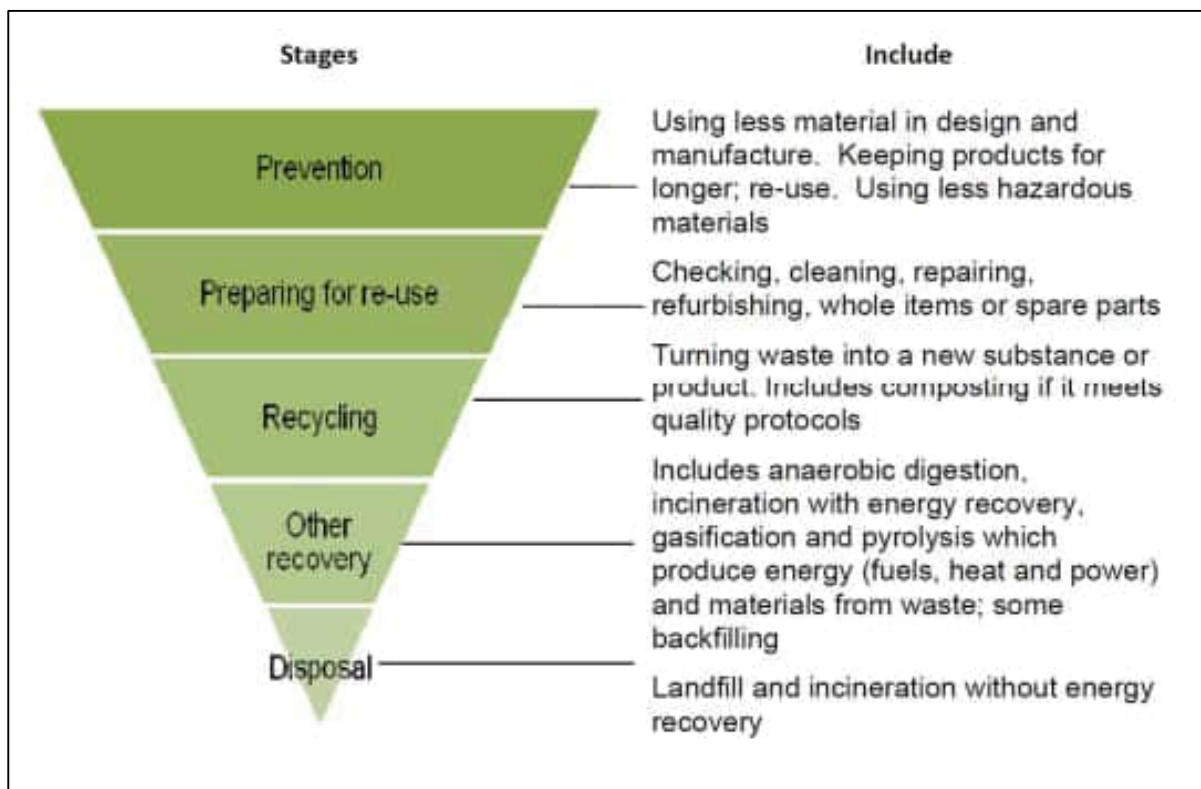 Stages
Include
Prevention
Using less material in design and
manufacture. Keeping products for
longer; re-use. Using less hazardous
materials
Preparing for re-use
Checking, cleaning, repairing,
refurbishing, whole items or spare parts
Recycling
Turning waste into a new substance or
product. Includes composting if it meets
quality protocols
Other
recovery
Includes anaerobic digestion,
incineration with energy recovery,
gasification and pyrolysis which
produce energy (fuels, heat and power)
and materials from waste; some
backfilling
Disposal
Landfill and incineration without energy
recovery